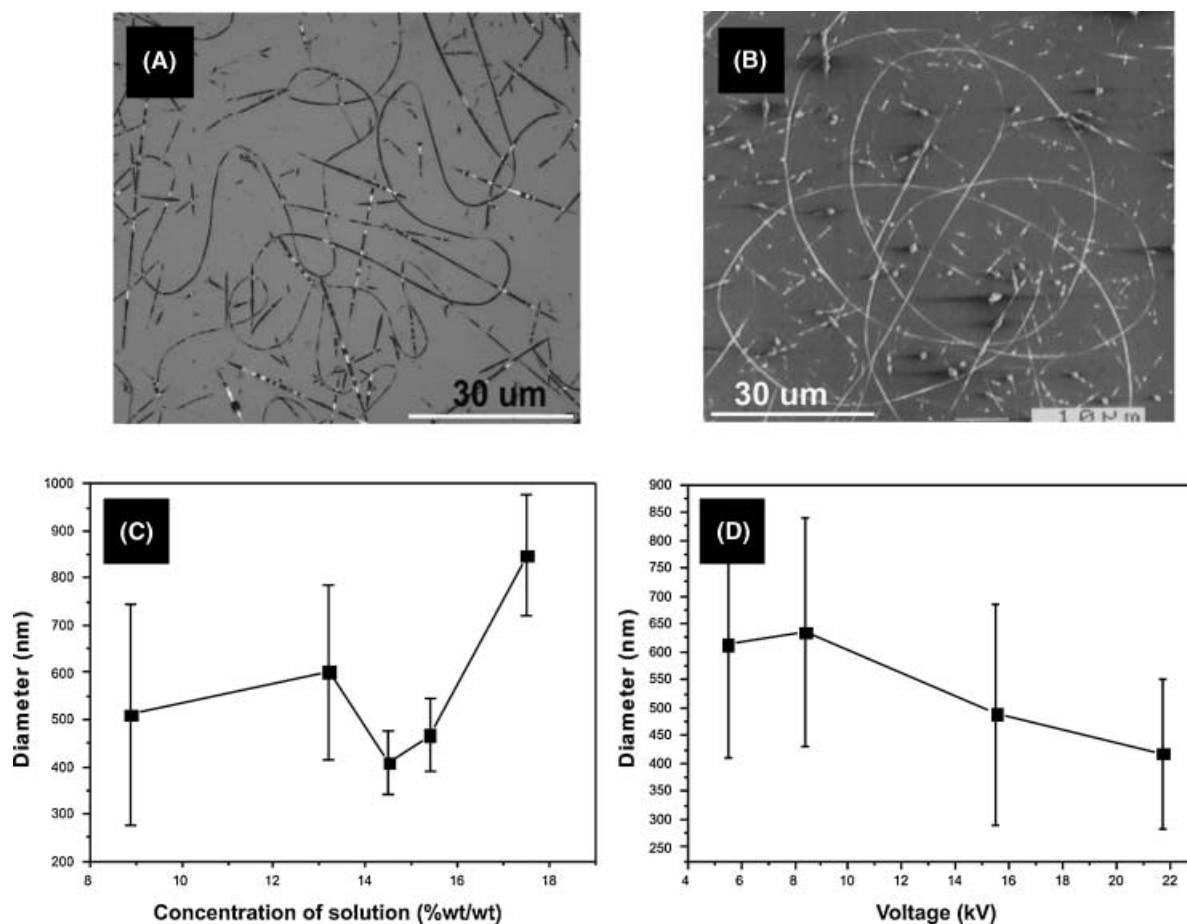 (A)
30 um
(B)
30 um
10μm
(C)
Diameter (nm)
1000
900
800
700
600
500
400
300
200
8 10 12 14 16 18
Concentration of solution (%wt/wt)
(D)
Diameter (nm)
900
850
800
750
700
650
600
550
500
450
400
350
300
250
4 6 8 10 12 14 16 18 20 22
Voltage (kV)